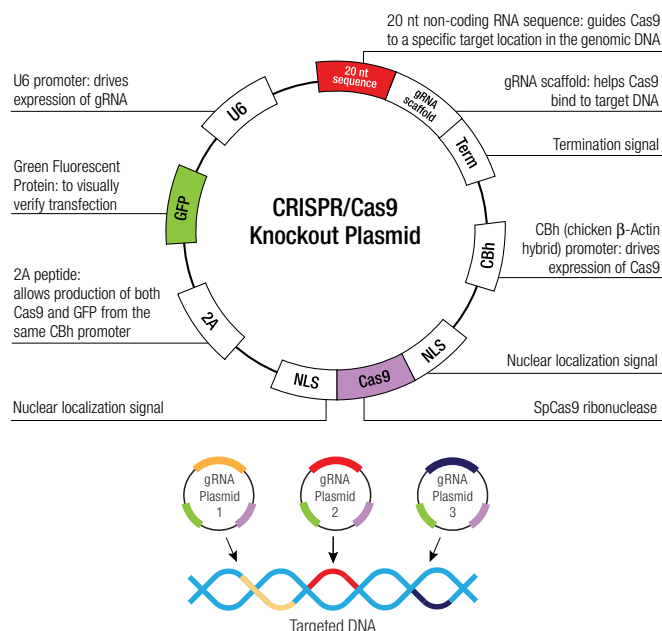 20 nt non-coding RNA sequence: guides Cas9
to a specific target location in the genomic DNA
U6 promoter: drives
expression of gRNA
20 nt
sequence
gRNA
scaffold
gRNA scaffold: helps Cas9
bind to target DNA
U6
Term
Termination signal
Green Fluorescent
Protein: to visually
verify transfection
GFP
CRISPR/Cas9
Knockout Plasmid
CBh
CBh (chicken β-Actin
hybrid) promoter: drives
expression of Cas9
2A peptide:
allows production of both
Cas9 and GFP from the
same CBh promoter
2A
NLS
Cas9
NLS
Nuclear localization signal
Nuclear localization signal
SpCas9 ribonuclease
gRNA
Plasmid
1
gRNA
Plasmid
2
gRNA
Plasmid
3
Targeted DNA